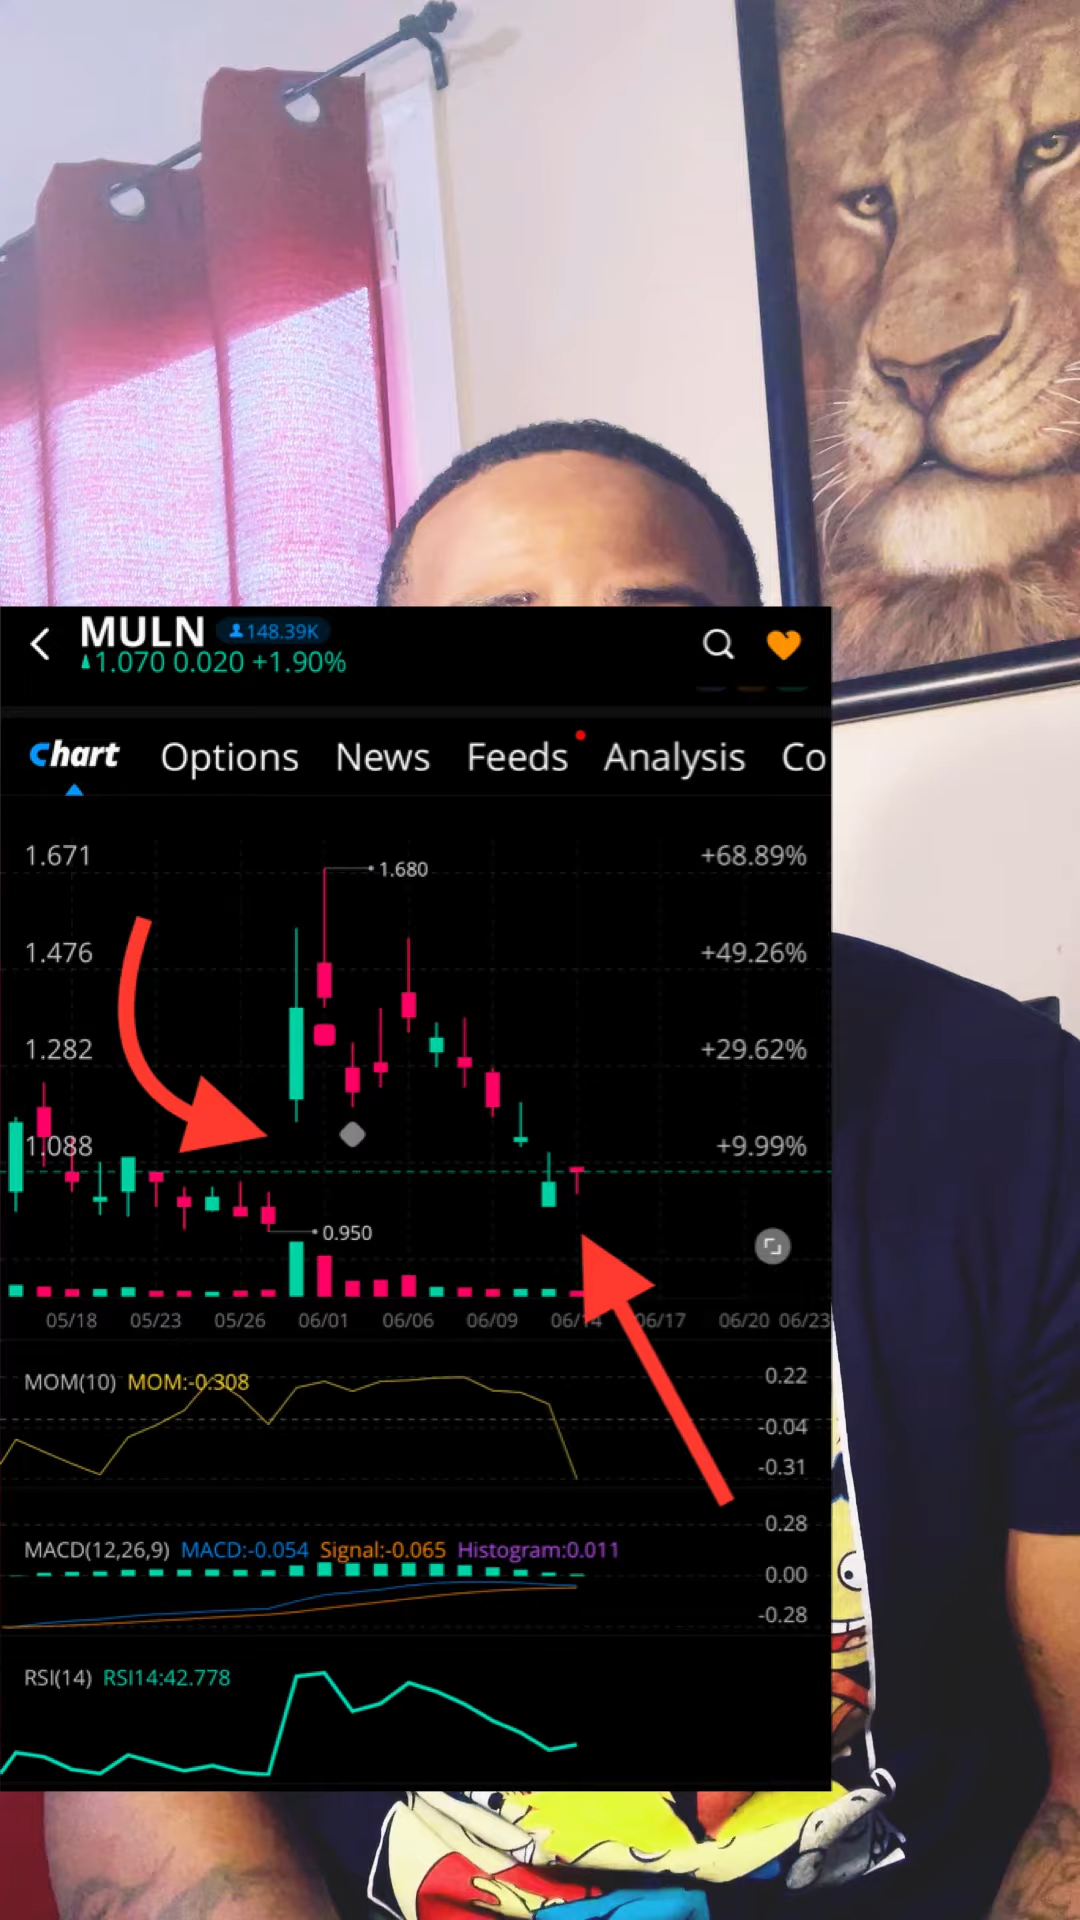 MULN 148.39K
1.070 0.020 +1.90%
Chart Options News Feeds Analysis Co
1.671 +68.89%
1.680
1.476 +49.26%
1.282 +29.62%
1.088 +9.99%
0.950
05/18 05/23 05/26 06/01 06/06 06/09 06/14 06/17 06/20 06/23
MOM(10) MOM:-0.308 0.22
-0.04
-0.31
0.28
MACD(12,26,9) MACD:-0.054 Signal:-0.065 Histogram:0.011
0.00
-0.28
RSI(14) RSI14:42.778